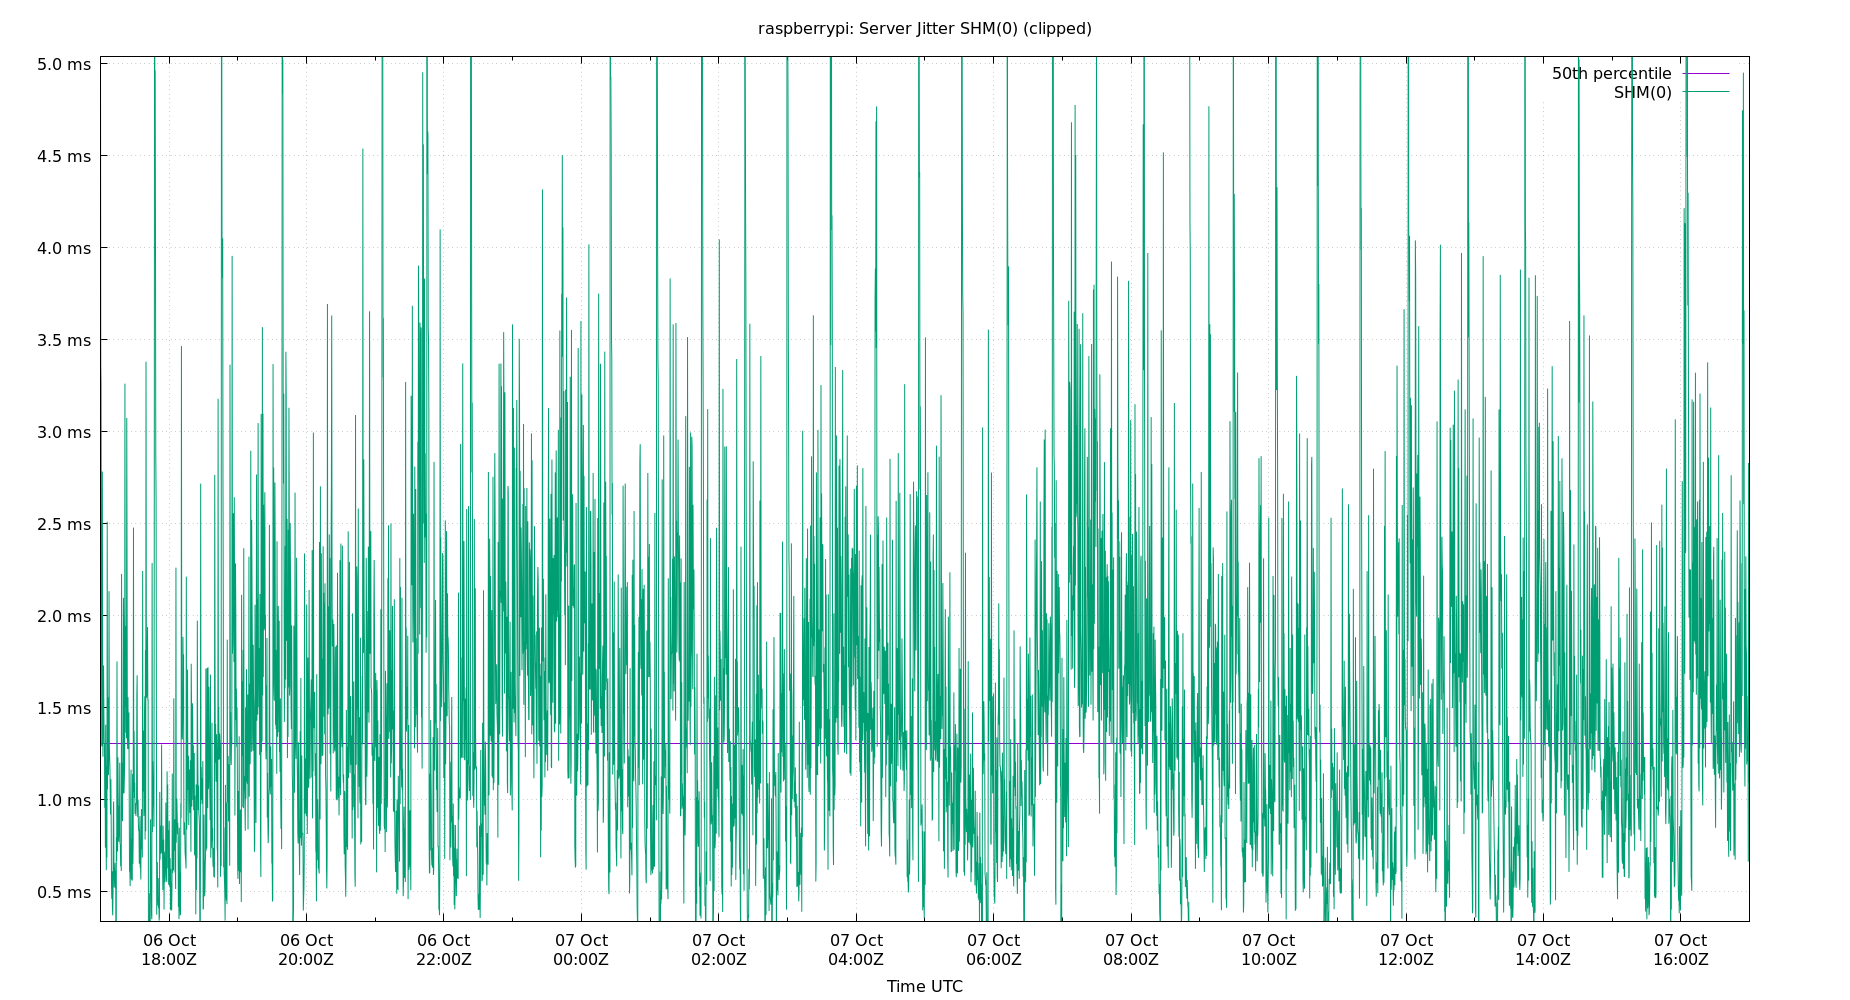 raspberrypi: Server Jitter SHM(0) (clipped)
5.0 ms
4.5 ms
4.0 ms
3.5 ms
3.0 ms
2.5 ms
2.0 ms
1.5 ms
1.0 ms
0.5 ms
50th percentile
SHM(0)
06 Oct
18:00Z
06 Oct
20:00Z
06 Oct
22:00Z
07 Oct
00:00Z
07 Oct
02:00Z
07 Oct
04:00Z
07 Oct
06:00Z
07 Oct
08:00Z
07 Oct
10:00Z
07 Oct
12:00Z
07 Oct
14:00Z
07 Oct
16:00Z
Time UTC